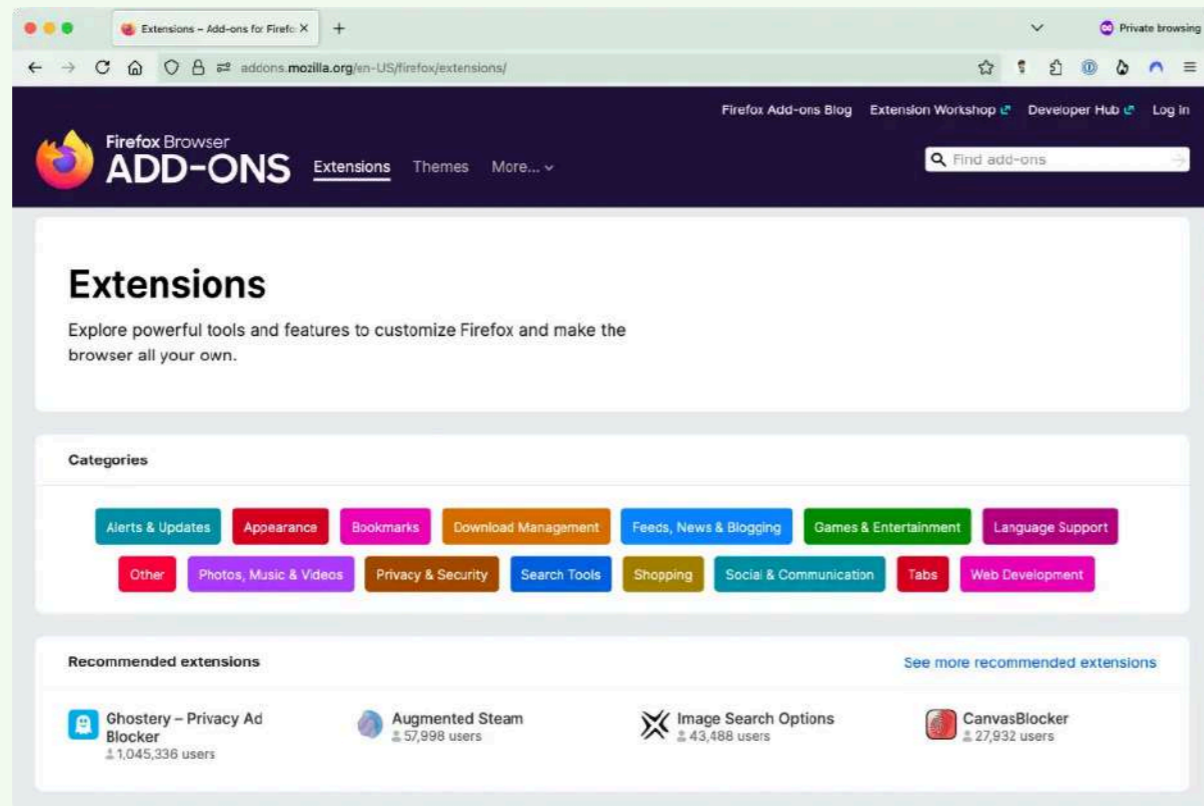 Extensions – Add-ons for Firefo
Private browsing
addons.mozilla.org/en-US/firefox/extensions/
Firefox Add-ons Blog Extension Workshop Developer Hub Log in
Firefox Browser
ADD-ONS Extensions Themes More...
Find add-ons
Extensions
Explore powerful tools and features to customize Firefox and make the
browser all your own.
Categories
Alerts & Updates Appearance Bookmarks Download Management Feeds, News & Blogging Games & Entertainment Language Support
Other Photos, Music & Videos Privacy & Security Search Tools Shopping Social & Communication Tabs Web Development
Recommended extensions See more recommended extensions
Ghostery – Privacy Ad
Blocker
1,045,336 users
Augmented Steam
57,998 users
Image Search Options
43,488 users
CanvasBlocker
27,932 users